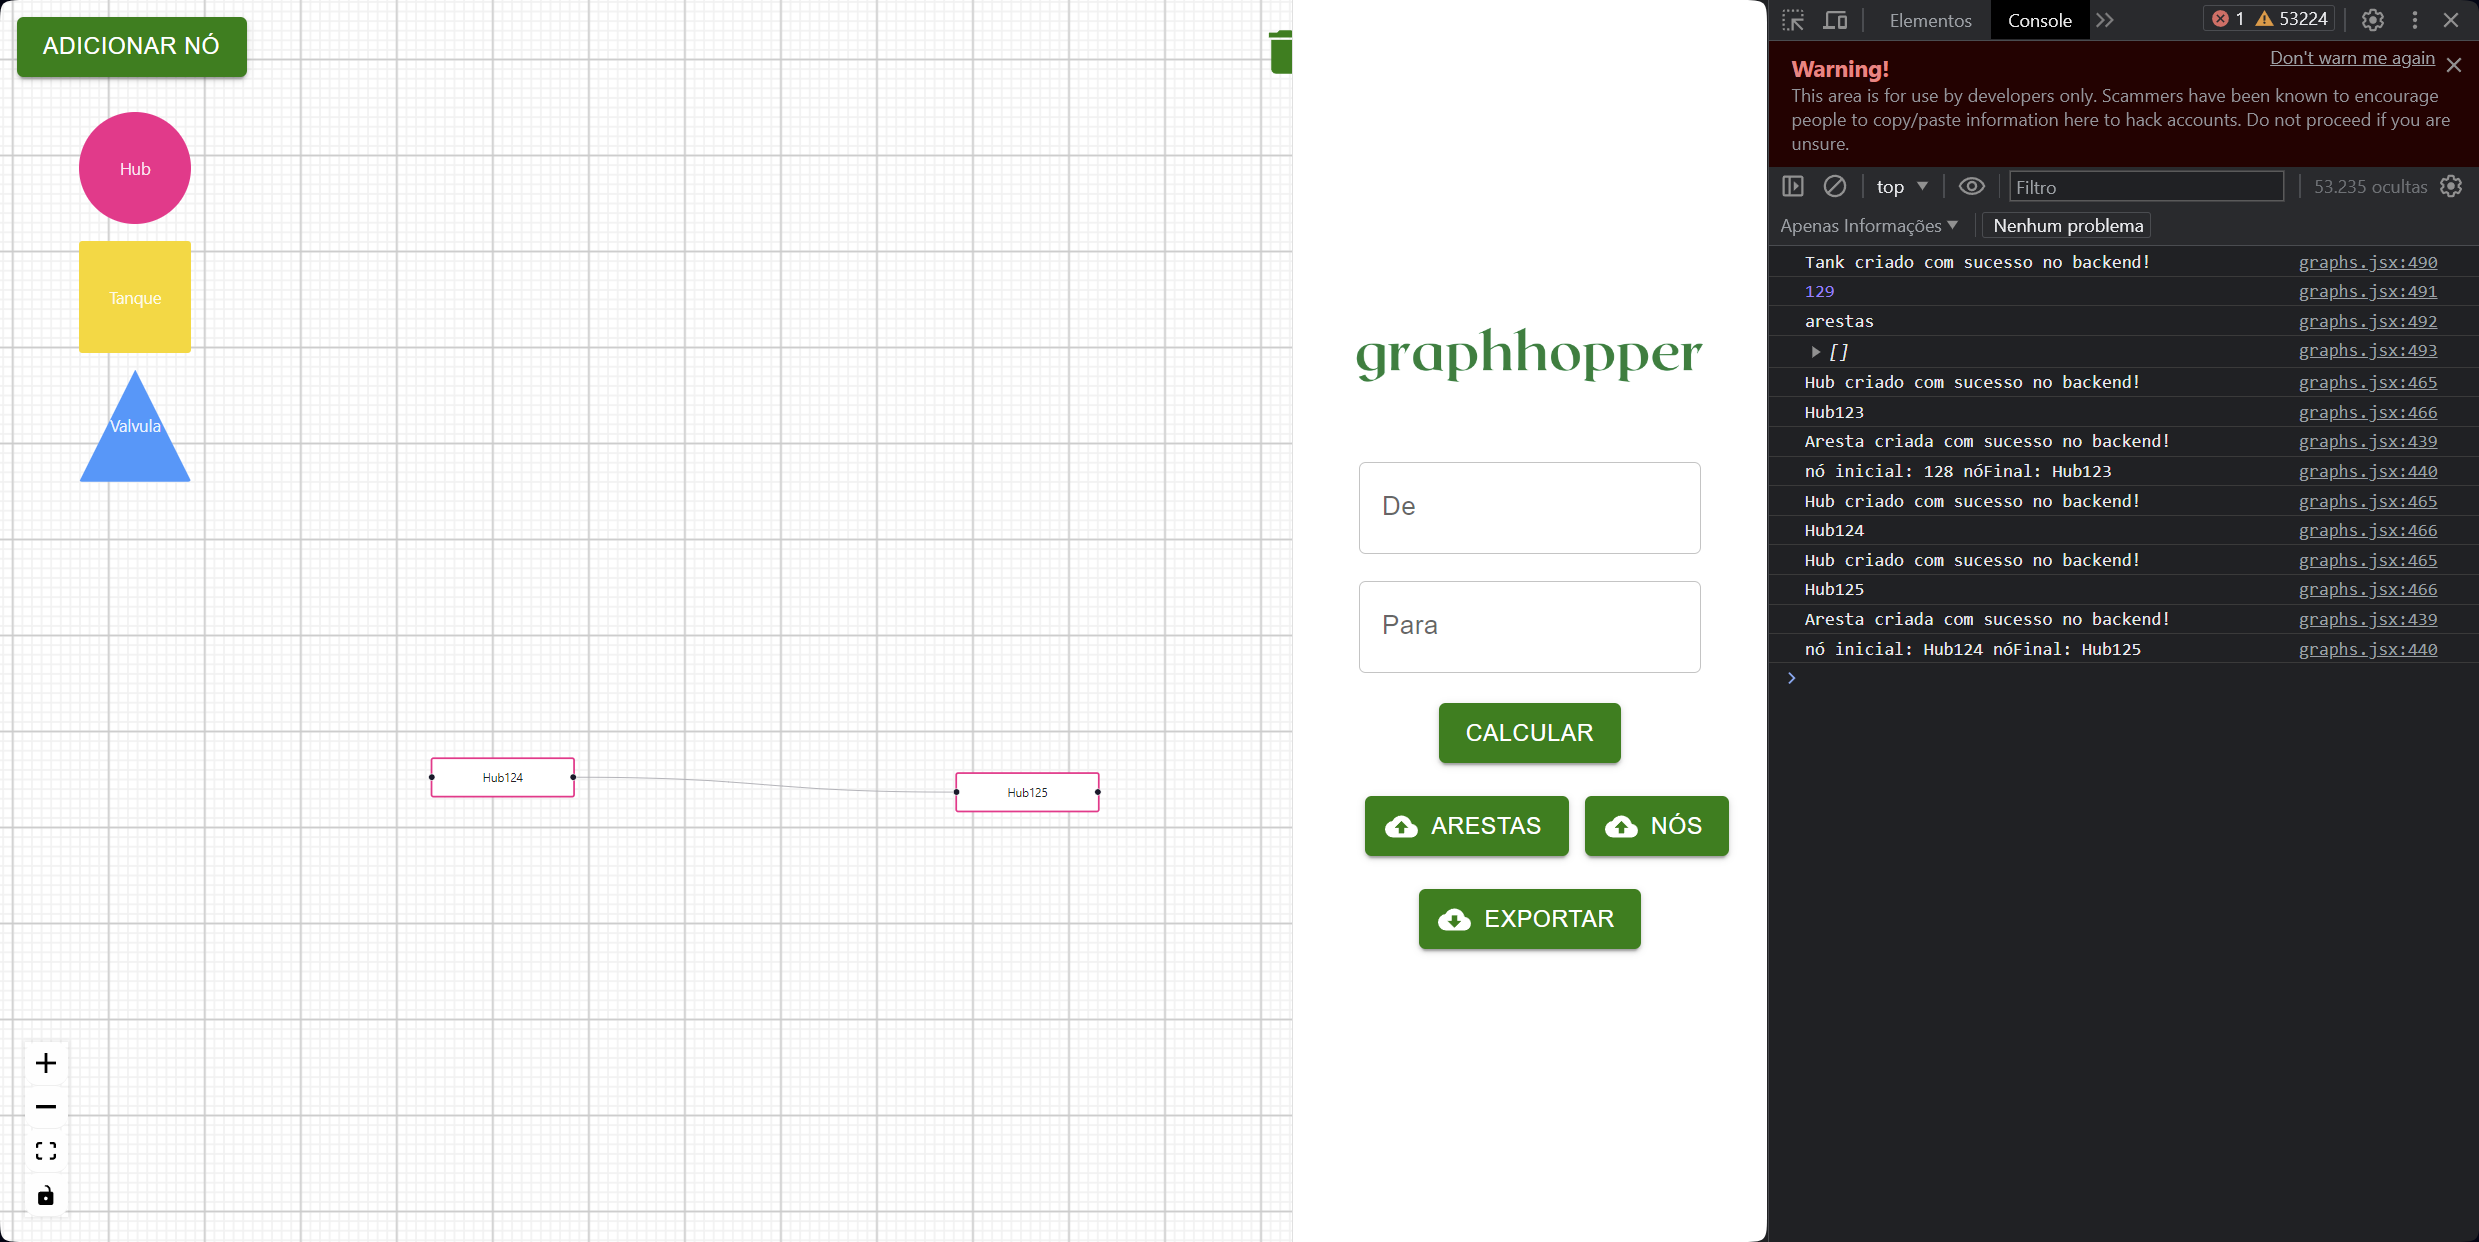 ADICIONAR NÓ
Hub
Tanque
Valvula
Hub124
Hub125
graphhopper
De
Para
CALCULAR
ARESTAS
NÓS
EXPORTAR
Elementos
Console
1
53224
Warning!
Don't warn me again
This area is for use by developers only. Scammers have been known to encourage
people to copy/paste information here to hack accounts. Do not proceed if you are
unsure.
top
Filtro
53.235 ocultas
Apenas Informações
Nenhum problema
Tank criado com sucesso no backend! graphs.jsx:490
129 graphs.jsx:491
arestas graphs.jsx:492
[] graphs.jsx:493
Hub criado com sucesso no backend! graphs.jsx:465
Hub123 graphs.jsx:466
Aresta criada com sucesso no backend! graphs.jsx:439
nó inicial: 128 nóFinal: Hub123 graphs.jsx:440
Hub criado com sucesso no backend! graphs.jsx:465
Hub124 graphs.jsx:466
Hub criado com sucesso no backend! graphs.jsx:465
Hub125 graphs.jsx:466
Aresta criada com sucesso no backend! graphs.jsx:439
nó inicial: Hub124 nóFinal: Hub125 graphs.jsx:440